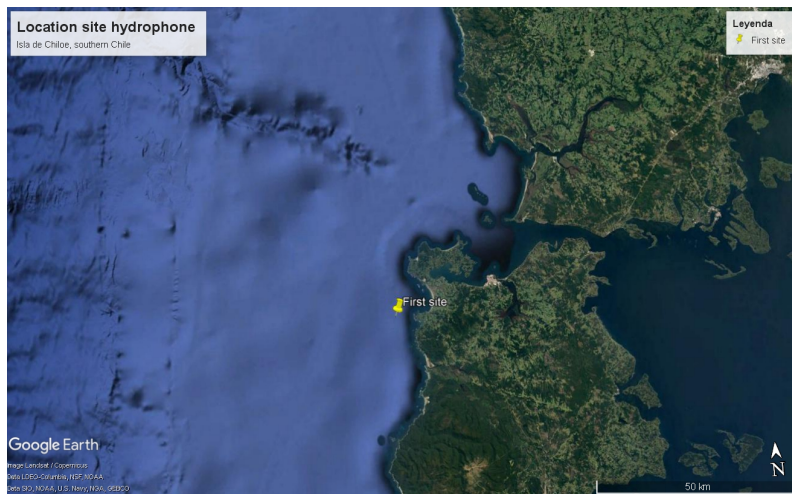 Location site hydrophone
Isla de Chiloe, southern Chile
Leyenda
First site
First site
Google Earth
Image Landsat / Copernicus
Data LDEO-Columbia, NSF, NOAA
Data SIO, NOAA, U.S. Navy, NGA, GEBCO
N
50 km